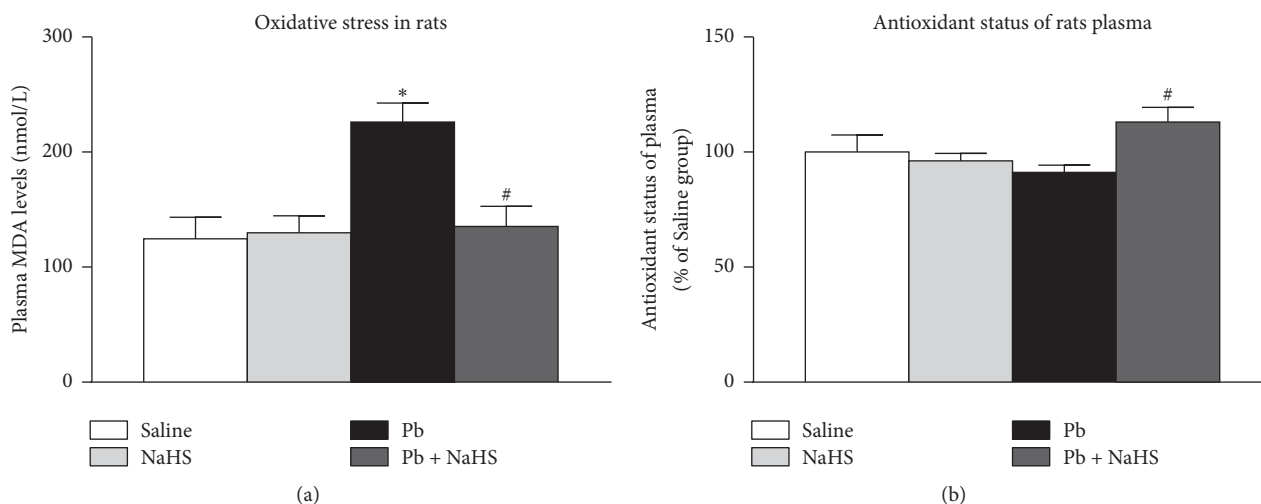 Oxidative stress in rats
300
200
100
0
Plasma MDA levels (nmol/L)
*
#
Saline
NaHS
Pb
Pb + NaHS
(a)
Antioxidant status of rats plasma
150
100
50
0
Antioxidant status of plasma
(% of Saline group)
#
Saline
NaHS
Pb
Pb + NaHS
(b)